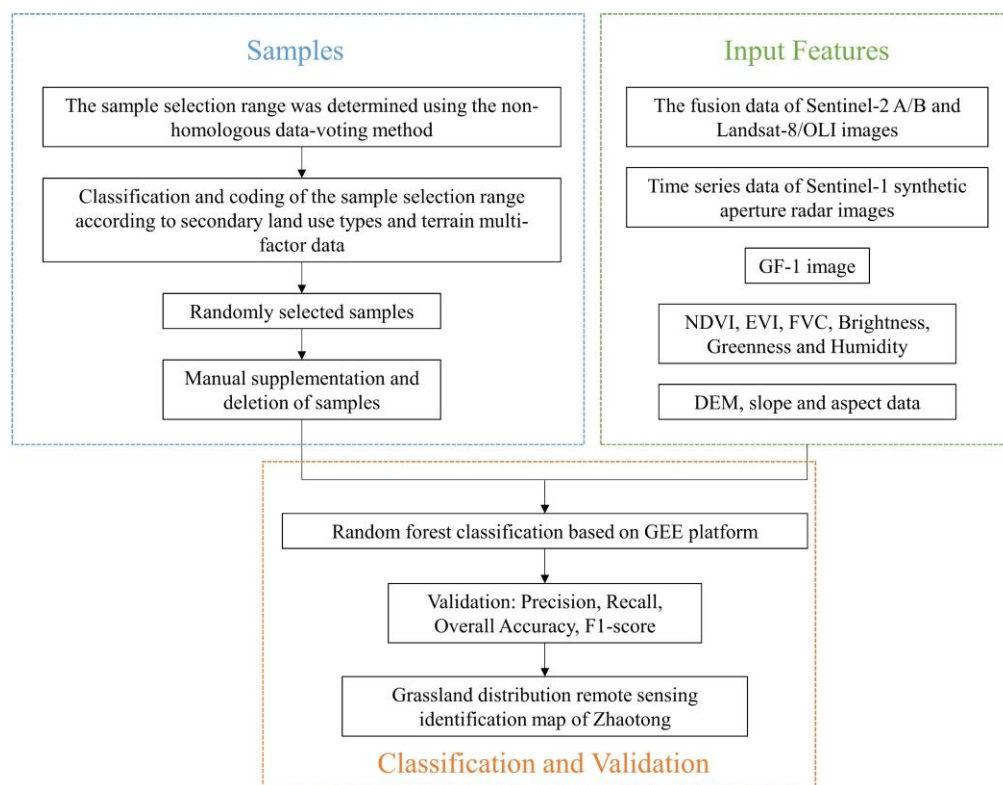 Samples
The sample selection range was determined using the non-
homologous data-voting method
Classification and coding of the sample selection range
according to secondary land use types and terrain multi-
factor data
Randomly selected samples
Manual supplementation and
deletion of samples
Input Features
The fusion data of Sentinel-2 A/B and
Landsat-8/OLI images
Time series data of Sentinel-1 synthetic
aperture radar images
GF-1 image
NDVI, EVI, FVC, Brightness,
Greenness and Humidity
DEM, slope and aspect data
Random forest classification based on GEE platform
Validation: Precision, Recall,
Overall Accuracy, F1-score
Grassland distribution remote sensing
identification map of Zhaotong
Classification and Validation